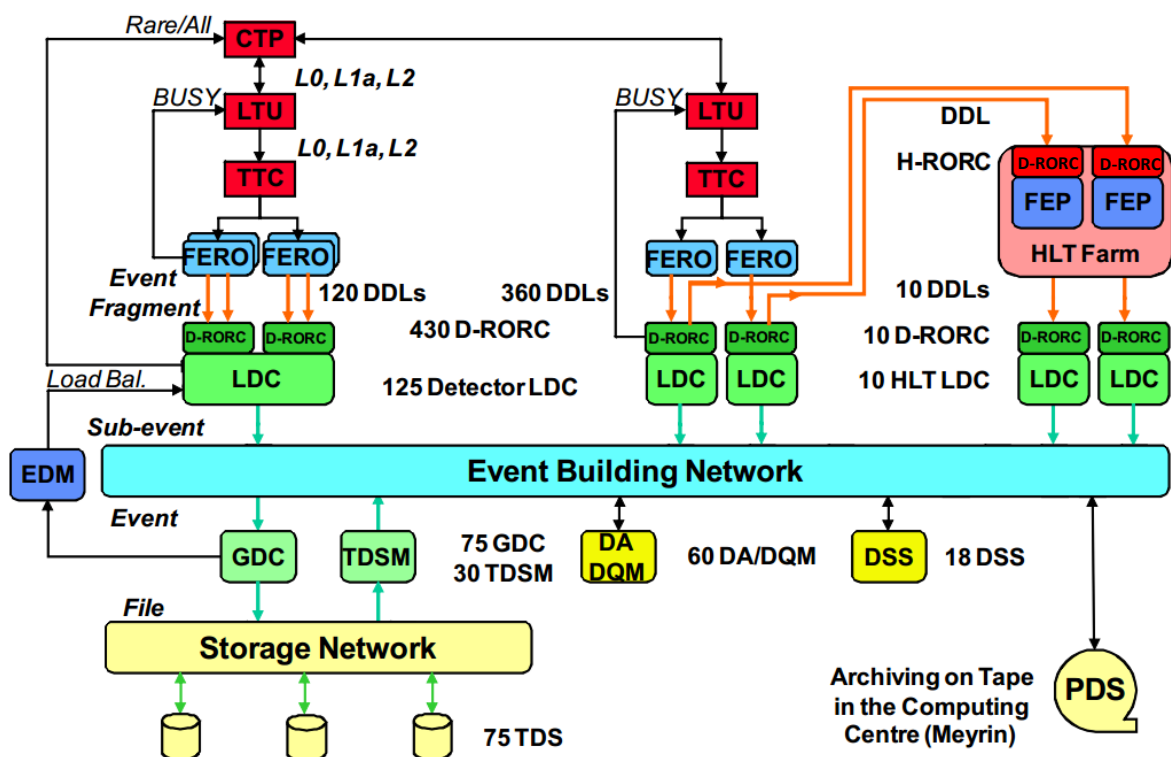 Rare/All
CTP
L0, L1a, L2
BUSY
LTU
BUSY
LTU
DDL
L0, L1a, L2
H-RORC
D-RORC
D-RORC
TTC
TTC
FEP
FEP
FERO
FERO
FERO
FERO
HLT Farm
Event
Fragment
120 DDLs
360 DDLs
10 DDLs
D-RORC
D-RORC
430 D-RORC
D-RORC
D-RORC
10 D-RORC
D-RORC
D-RORC
Load Bal.
LDC
125 Detector LDC
LDC
LDC
10 HLT LDC
LDC
LDC
Sub-event
EDM
Event Building Network
Event
GDC
TDSM
75 GDC
30 TDSM
DA
DQM
60 DA/DQM
DSS
18 DSS
File
Storage Network
Archiving on Tape
in the Computing
Centre (Meyrin)
PDS
75 TDS